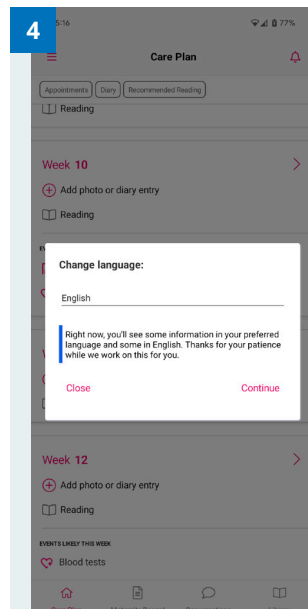 4
5:16
77%
Care Plan
Appointments Diary Recommended Reading
Reading
Week 10
Add photo or diary entry
Reading
Change language:
English
Right now, you'll see some information in your preferred
language and some in English. Thanks for your patience
while we work on this for you.
Close Continue
Week 12
Add photo or diary entry
Reading
EVENTS LIKELY THIS WEEK
Blood tests